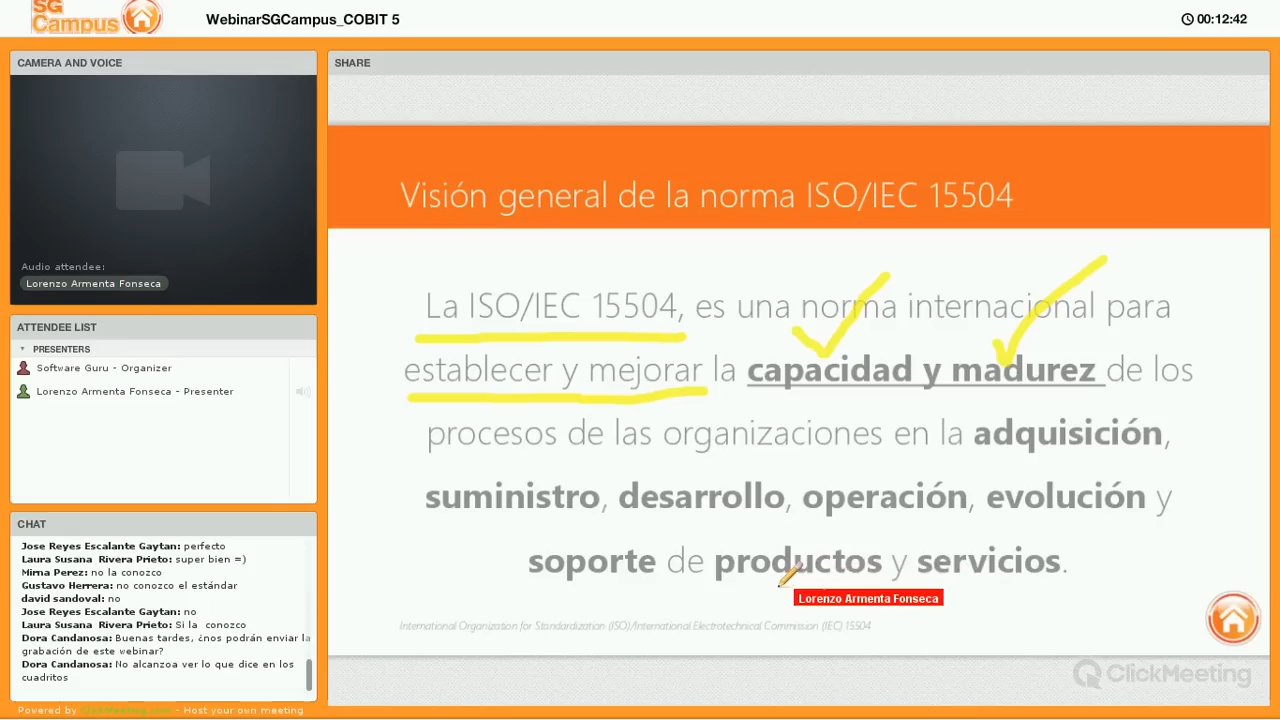 SG
Campus
WebinarSGCampus_COBIT 5
00:12:42
CAMERA AND VOICE
Audio attendee:
Lorenzo Armenta Fonseca
ATTENDEE LIST
PRESENTERS
Software Guru - Organizer
Lorenzo Armenta Fonseca - Presenter
CHAT
Jose Reyes Escalante Gaytan: perfecto
Laura Susana Rivera Prieto: super bien =)
Mirna Perez: no la conozco
Gustavo Herrera: no conozco el estándar
david sandoval: no
Jose Reyes Escalante Gaytan: no
Laura Susana Rivera Prieto: Si la conozco
Dora Candanosa: Buenas tardes, ¿nos podrán enviar la
grabación de este webinar?
Dora Candanosa: No alcanzoa ver lo que dice en los
cuadritos
Powered by ClickMeeting.com - Host your own meeting
SHARE
Visión general de la norma ISO/IEC 15504
La ISO/IEC 15504, es una norma internacional para
establecer y mejorar la capacidad y madurez de los
procesos de las organizaciones en la adquisición,
suministro, desarrollo, operación, evolución y
soporte de productos y servicios.
Lorenzo Armenta Fonseca
International Organization for Standardization (ISO)/International Electrotechnical Commission (IEC) 15504
ClickMeeting